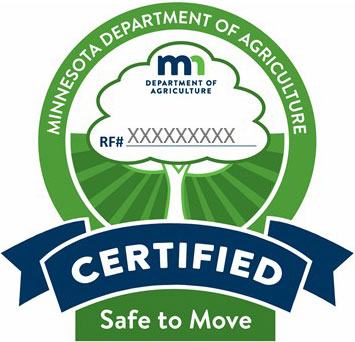 MINNESOTA DEPARTMENT OF AGRICULTURE
mn
DEPARTMENT OF
AGRICULTURE
RF# XXXXXXXXX
CERTIFIED
Safe to Move